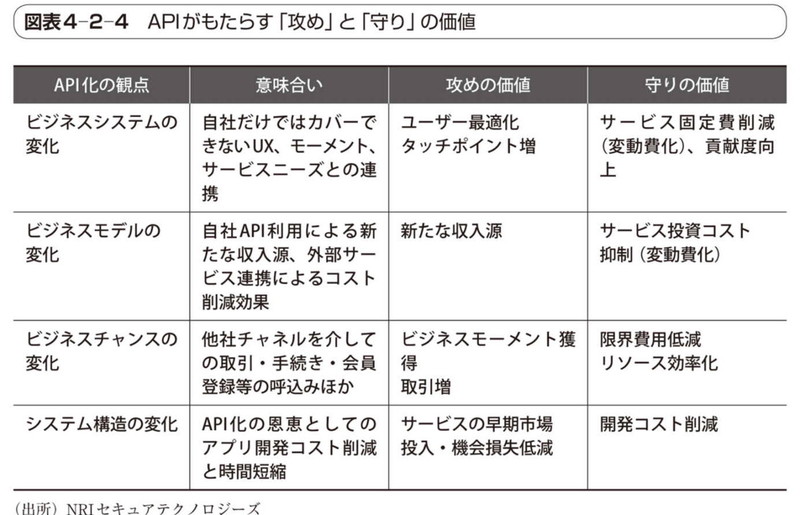 図表4-2-4 APIがもたらす「攻め」と「守り」の価値
API化の観点
意味合い
攻めの価値
守りの価値
ビジネスシステムの
変化
自社だけではカバーで
きないUX、モーメント、
サービスニーズとの連
携
ユーザー最適化
タッチポイント増
サービス固定費削減
（変動費化）、貢献度向
上
ビジネスモデルの
変化
自社API利用による新
たな収入源、外部サー
ビス連携によるコスト
削減効果
新たな収入源
サービス投資コスト
抑制（変動費化）
ビジネスチャンスの
変化
他社チャネルを介して
の取引・手続き・会員
登録等の呼込みほか
ビジネスモーメント獲
得
取引増
限界費用低減
リソース効率化
システム構造の変化
API化の恩恵としての
アプリ開発コスト削減
と時間短縮
サービスの早期市場
投入・機会損失低減
開発コスト削減
（出所）NRIセキュアテクノロジーズ